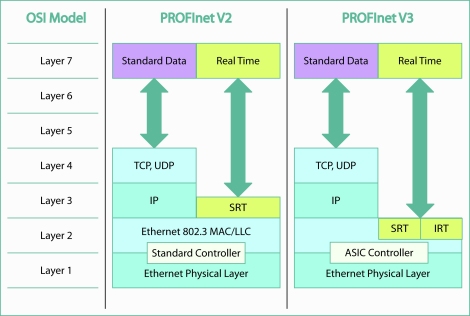 OSI Model
PROFInet V2
PROFInet V3
Layer 7
Standard Data
Real Time
Standard Data
Real Time
Layer 6
Layer 5
Layer 4
TCP, UDP
TCP, UDP
Layer 3
IP
SRT
IP
Layer 2
Ethernet 802.3 MAC/LLC
SRT
IRT
Standard Controller
ASIC Controller
Layer 1
Ethernet Physical Layer
Ethernet Physical Layer